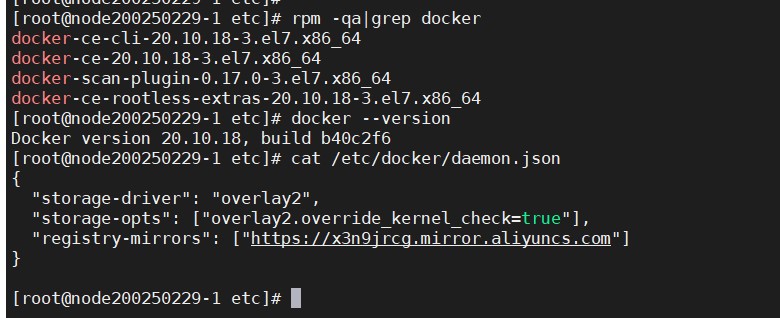 [root@node200250229-1 etc]# rpm -qa|grep docker
docker-ce-cli-20.10.18-3.el7.x86_64
docker-ce-20.10.18-3.el7.x86_64
docker-scan-plugin-0.17.0-3.el7.x86_64
docker-ce-rootless-extras-20.10.18-3.el7.x86_64
[root@node200250229-1 etc]# docker --version
Docker version 20.10.18, build b40c2f6
[root@node200250229-1 etc]# cat /etc/docker/daemon.json
{
  "storage-driver": "overlay2",
  "storage-opts": ["overlay2.override_kernel_check=true"],
  "registry-mirrors": ["https://x3n9jrcg.mirror.aliyuncs.com"]
}
[root@node200250229-1 etc]#